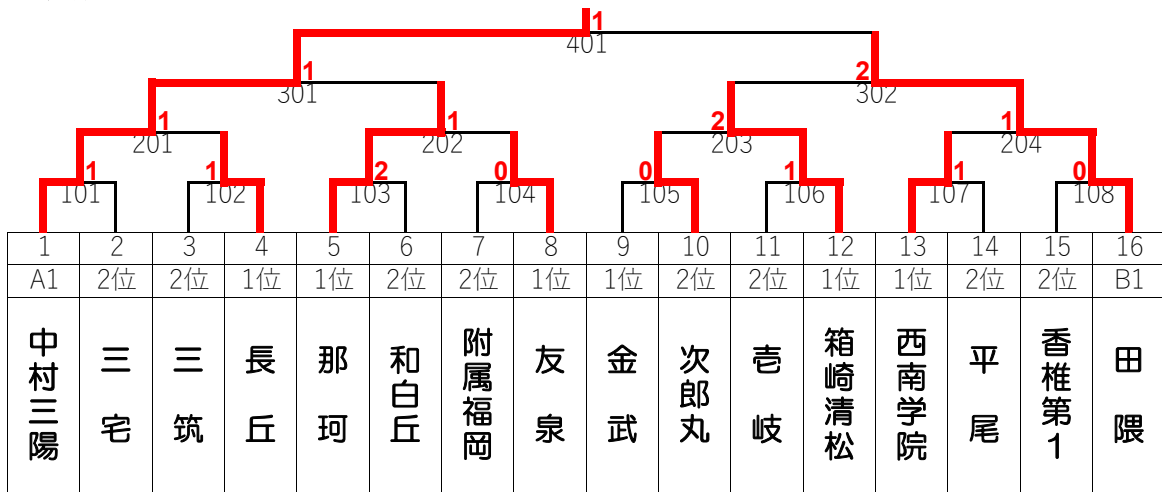 1
401
1 2
301 302
1 1 2 1
201 202 203 204
1 1 2 0 0 1 1 0
101 102 103 104 105 106 107 108
1 2 3 4 5 6 7 8 9 10 11 12 13 14 15 16
A1 2位 2位 1位 1位 2位 2位 1位 1位 2位 2位 1位 1位 2位 2位 B1
中村三陽
三宅
三筑
長丘
那珂
和白丘
附属福岡
友泉
金武
次郎丸
壱岐
箱崎清松
西南学院
平尾
香椎第1
田隈